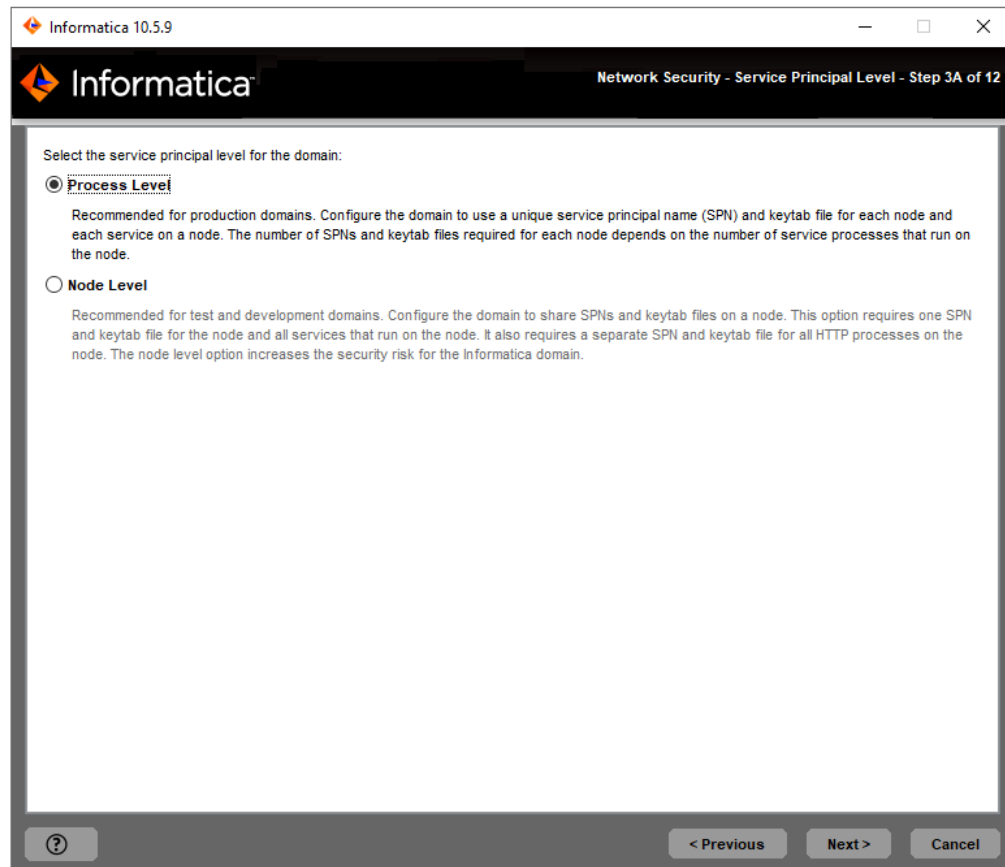 Informatica 10.5.9
Informatica
Network Security - Service Principal Level - Step 3A of 12
Select the service principal level for the domain:
Process Level
Recommended for production domains. Configure the domain to use a unique service principal name (SPN) and keytab file for each node and
each service on a node. The number of SPNs and keytab files required for each node depends on the number of service processes that run on
the node.
Node Level
Recommended for test and development domains. Configure the domain to share SPNs and keytab files on a node. This option requires one SPN
and keytab file for the node and all services that run on the node. It also requires a separate SPN and keytab file for all HTTP processes on the
node. The node level option increases the security risk for the Informatica domain.
?
< Previous
Next >
Cancel